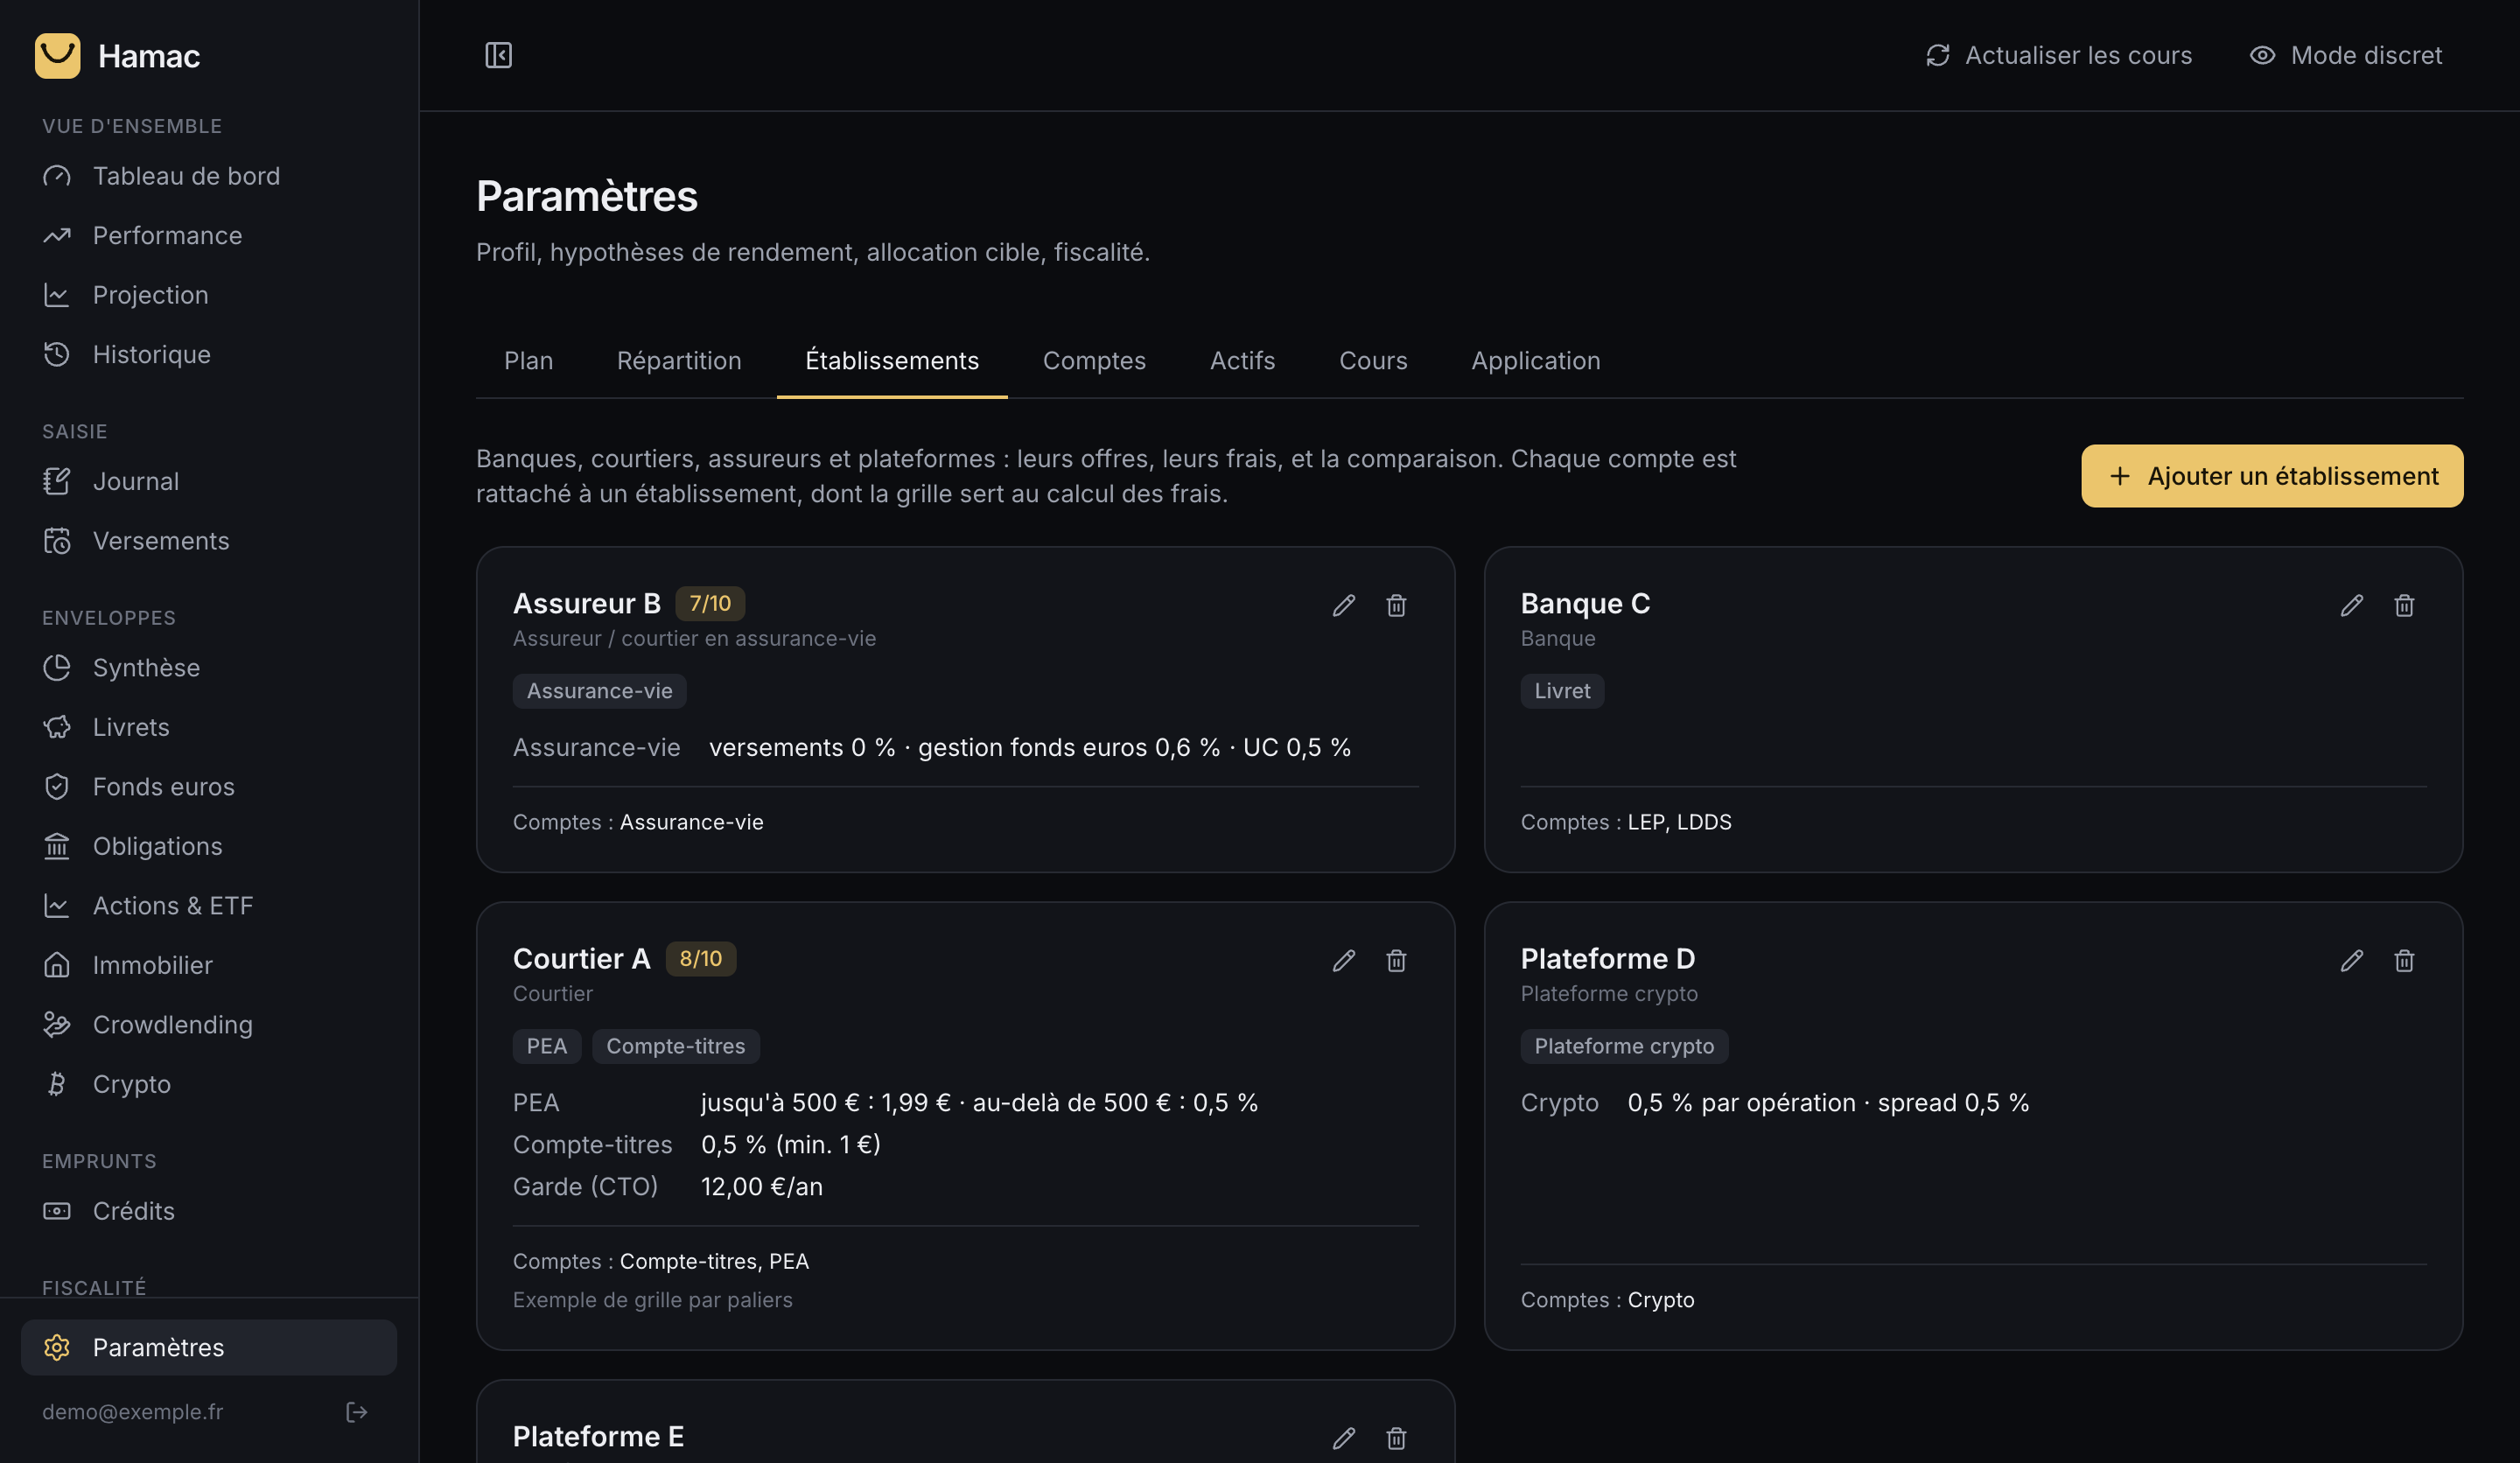 Hamac
VUE D'ENSEMBLE
Tableau de bord
Performance
Projection
Historique
SAISIE
Journal
Versements
ENVELOPPES
Synthèse
Livrets
Fonds euros
Obligations
Actions & ETF
Immobilier
Crowdlending
Crypto
EMPRUNTS
Crédits
FISCALITÉ
Paramètres
demo@exemple.fr
Actualiser les cours
Mode discret
Paramètres
Profil, hypothèses de rendement, allocation cible, fiscalité.
Plan
Répartition
Établissements
Comptes
Actifs
Cours
Application
Banques, courtiers, assureurs et plateformes : leurs offres, leurs frais, et la comparaison. Chaque compte est
rattaché à un établissement, dont la grille sert au calcul des frais.
Ajouter un établissement
Assureur B 7/10
Assureur / courtier en assurance-vie
Assurance-vie
Assurance-vie versements 0 % · gestion fonds euros 0,6 % · UC 0,5 %
Comptes : Assurance-vie
Banque C
Banque
Livret
Comptes : LEP, LDDS
Courtier A 8/10
Courtier
PEA Compte-titres
PEA jusqu'à 500 € : 1,99 € · au-delà de 500 € : 0,5 %
Compte-titres 0,5 % (min. 1 €)
Garde (CTO) 12,00 €/an
Comptes : Compte-titres, PEA
Exemple de grille par paliers
Plateforme D
Plateforme crypto
Plateforme crypto
Crypto 0,5 % par opération · spread 0,5 %
Comptes : Crypto
Plateforme E